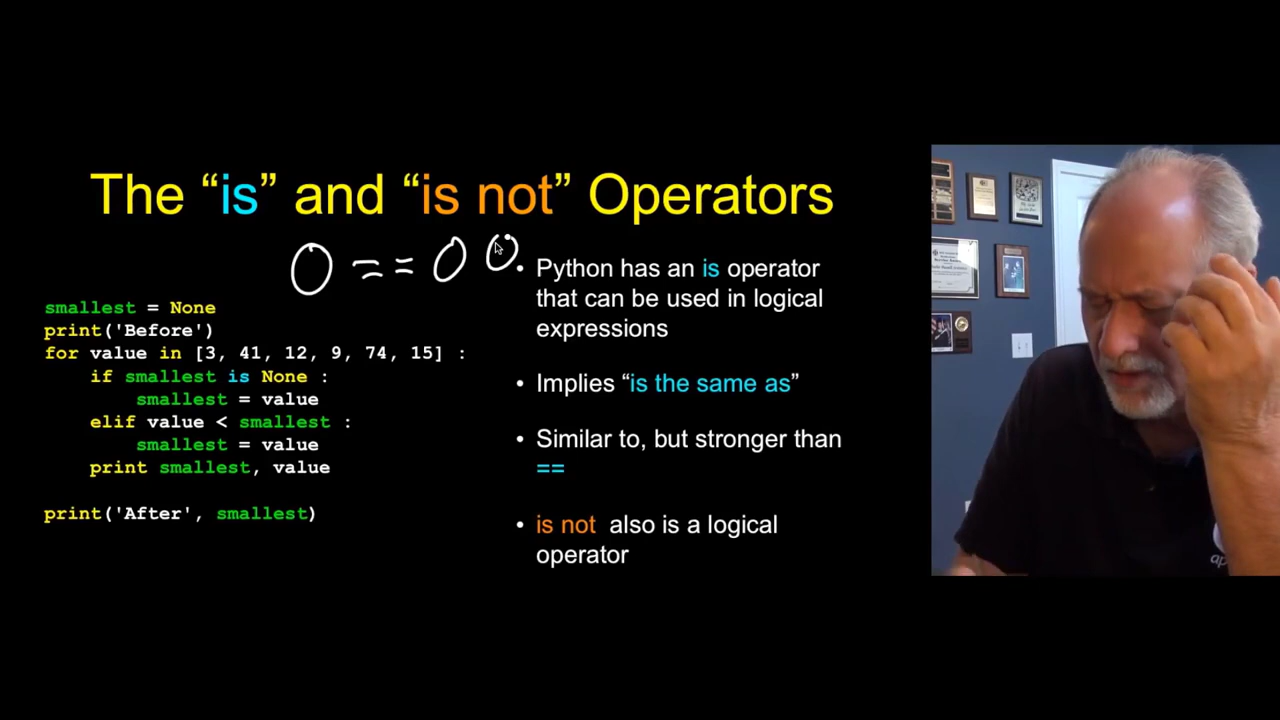 The “is” and “is not” Operators
0 == 0 0
smallest = None
print('Before')
for value in [3, 41, 12, 9, 74, 15] :
    if smallest is None :
        smallest = value
    elif value < smallest :
        smallest = value
    print smallest, value
print('After', smallest)
• Python has an is operator
that can be used in logical
expressions
• Implies “is the same as”
• Similar to, but stronger than
==
• is not also is a logical
operator